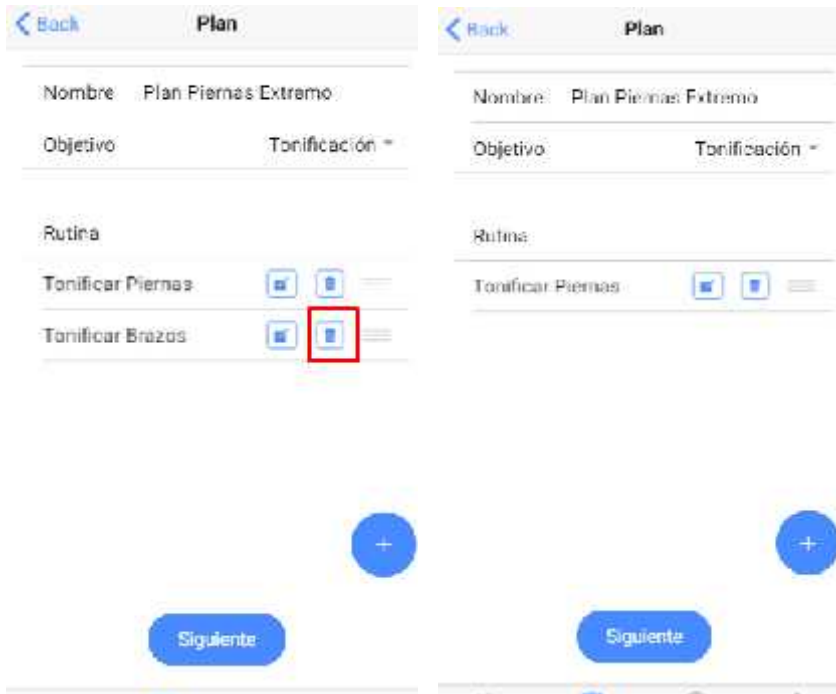 Back Plan
Nombre Plan Piernas Extremo
Objetivo Tonificación
Rutina
Tonificar Piernas
Tonificar Brazos
+
Siguiente
Back Plan
Nombre Plan Piernas Extremo
Objetivo Tonificación
Rutina
Tonificar Piernas
+
Siguiente